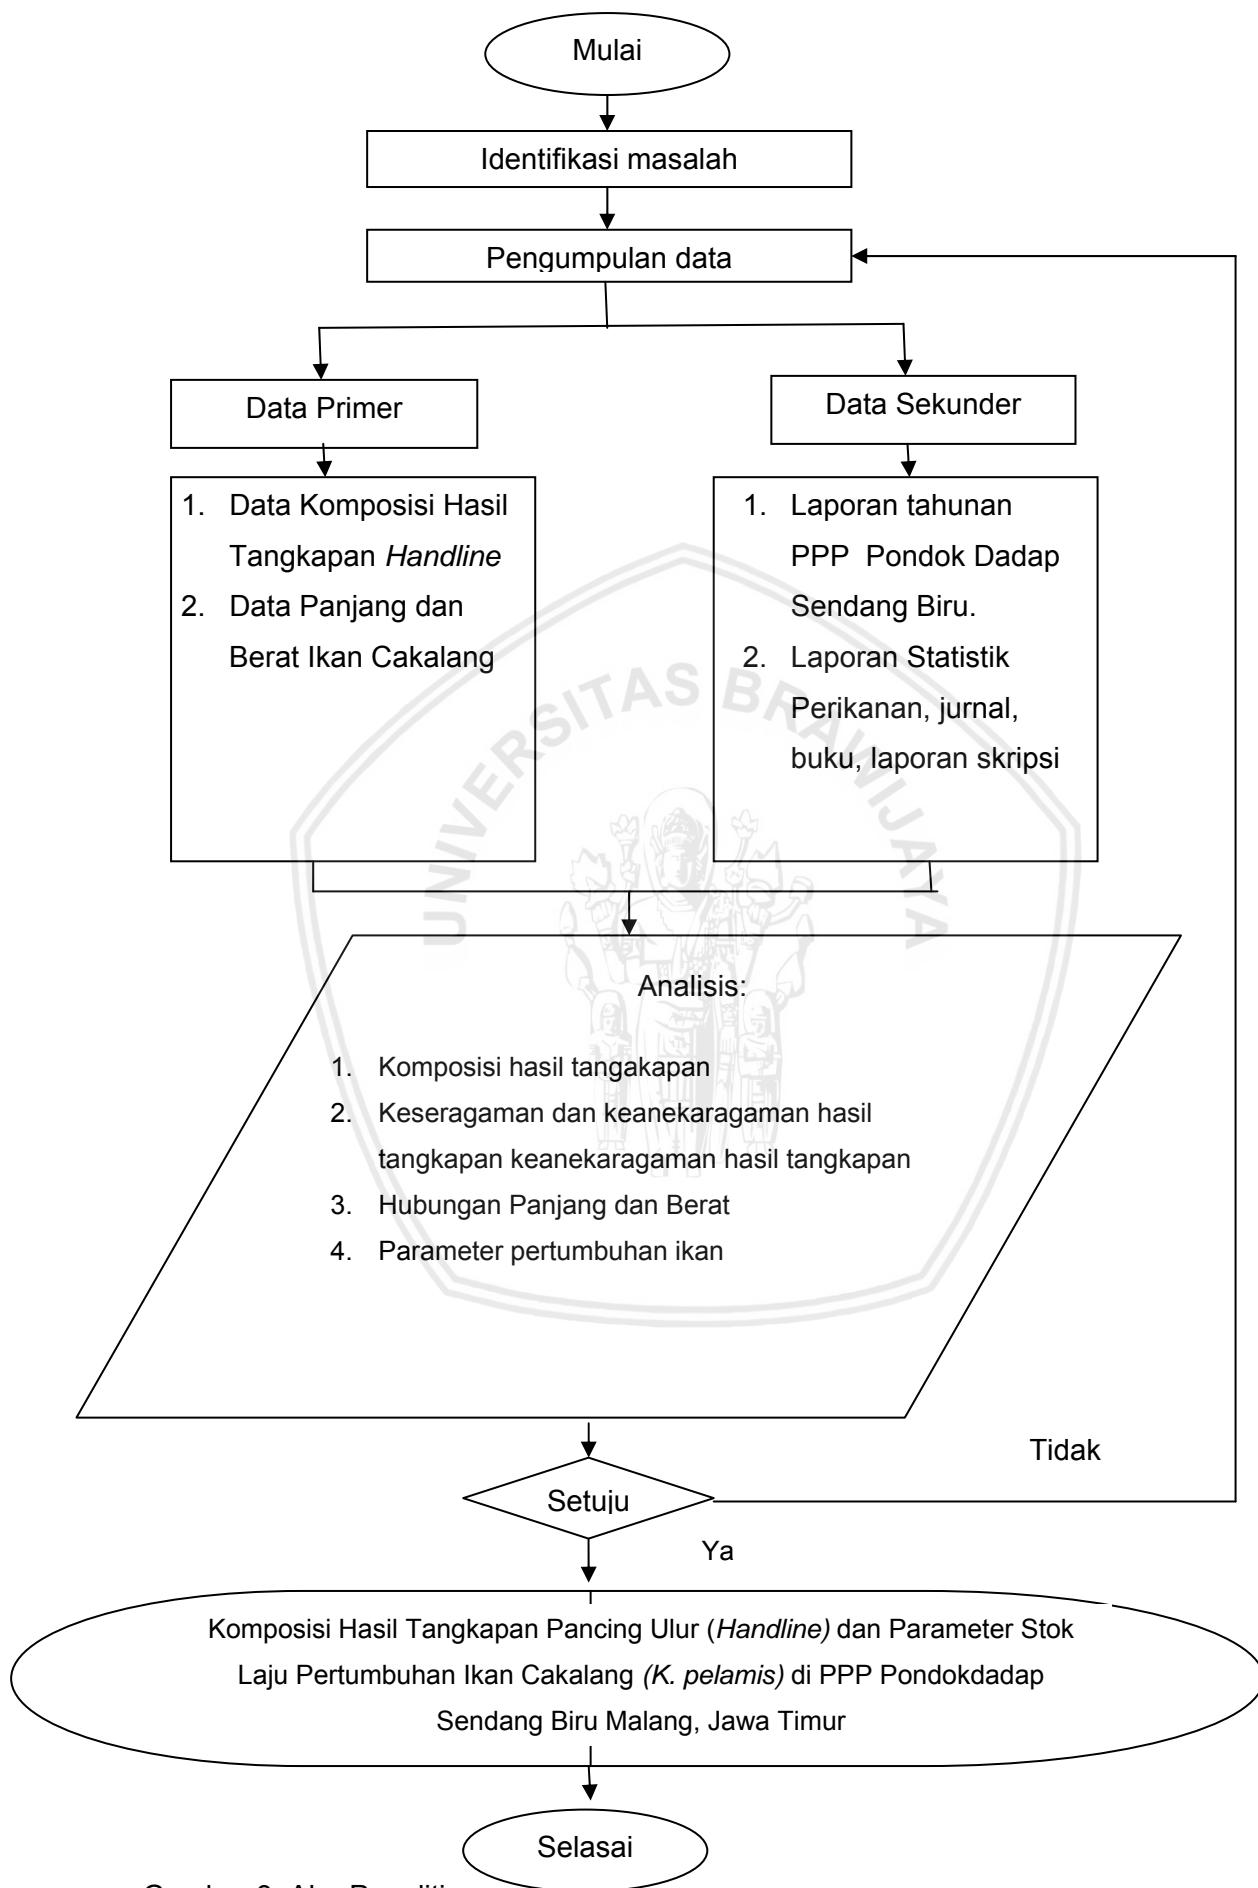 Mulai
Identifikasi masalah
Pengumpulan data
Data Primer
Data Sekunder
1. Data Komposisi Hasil
Tangkapan Handline
2. Data Panjang dan
Berat Ikan Cakalang
1. Laporan tahunan
PPP Pondok Dadap
Sendang Biru.
2. Laporan Statistik
Perikanan, jurnal,
buku, laporan skripsi
UNIVERSITAS BRAWIJAYA
Analisis:
1. Komposisi hasil tangakapan
2. Keseragaman dan keanekaragaman hasil
tangkapan keanekaragaman hasil tangkapan
3. Hubungan Panjang dan Berat
4. Parameter pertumbuhan ikan
Tidak
Setuju
Ya
Komposisi Hasil Tangkapan Pancing Ulur (Handline) dan Parameter Stok
Laju Pertumbuhan Ikan Cakalang (K. pelamis) di PPP Pondokdadap
Sendang Biru Malang, Jawa Timur
Selasai